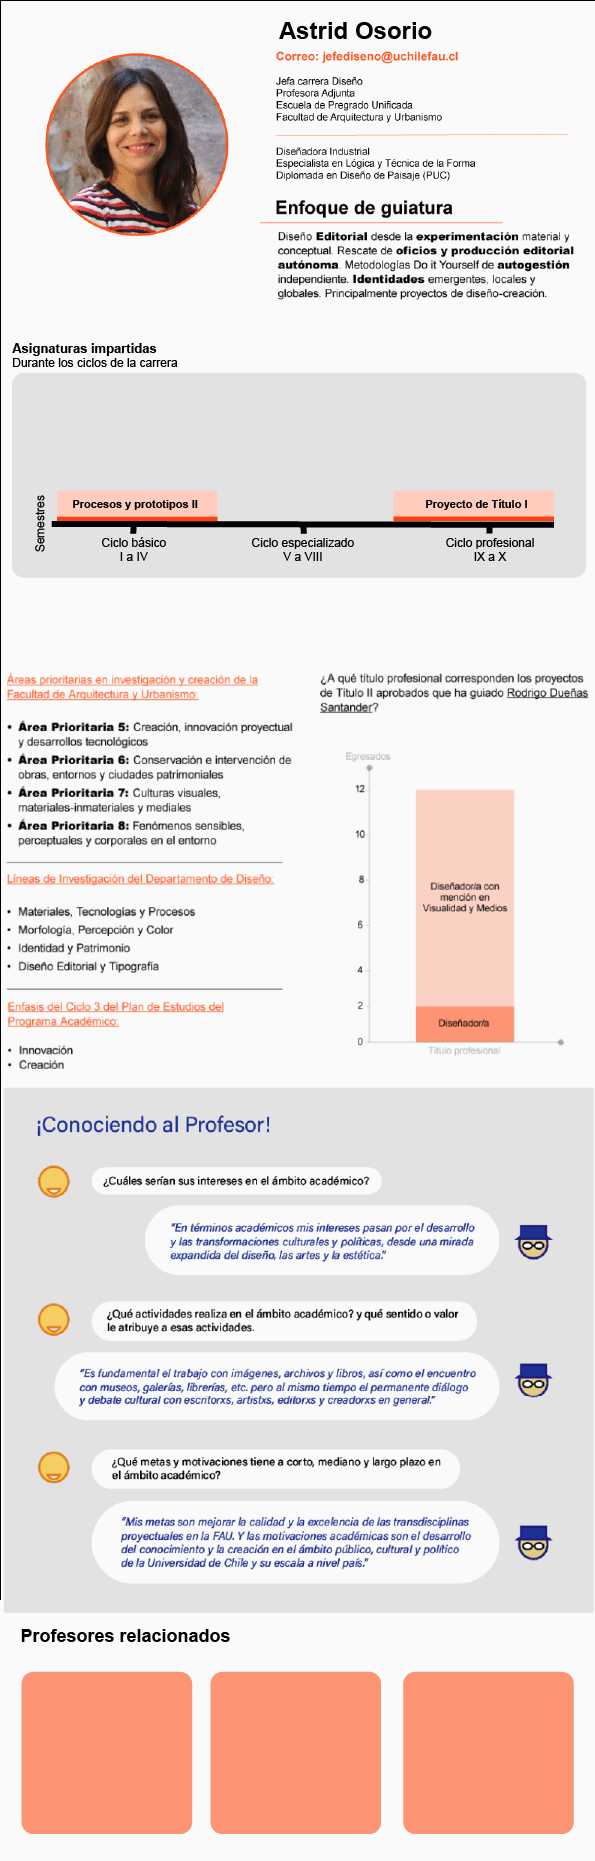 Astrid Osorio
Correo: jefediseno@uchilefau.cl
Jefa carrera Diseño
Profesora Adjunta
Escuela de Pregrado Unificada
Facultad de Arquitectura y Urbanismo
Diseñadora Industrial
Especialista en Lógica y Técnica de la Forma
Diplomada en Diseño de Paisaje (PUC)
Enfoque de guiatura
Diseño Editorial desde la experimentación material y
conceptual. Rescate de oficios y producción editorial
autónoma. Metodologías Do it Yourself de autogestión
independiente. Identidades emergentes, locales y
globales. Principalmente proyectos de diseño-creación.
Asignaturas impartidas
Durante los ciclos de la carrera
Semestres
Procesos y prototipos II
Proyecto de Título I
Ciclo básico
I a IV
Ciclo especializado
V a VIII
Ciclo profesional
IX a X
Áreas prioritarias en investigación y creación de la
Facultad de Arquitectura y Urbanismo:
• Área Prioritaria 5: Creación, innovación proyectual
y desarrollos tecnológicos
• Área Prioritaria 6: Conservación e intervención de
obras, entornos y ciudades patrimoniales
• Área Prioritaria 7: Culturas visuales,
materiales-inmateriales y mediales
• Área Prioritaria 8: Fenómenos sensibles,
perceptuales y corporales en el entorno
Líneas de Investigación del Departamento de Diseño:
• Materiales, Tecnologías y Procesos
• Morfología, Percepción y Color
• Identidad y Patrimonio
• Diseño Editorial y Tipografía
Enfasis del Ciclo 3 del Plan de Estudios del
Programa Académico:
• Innovación
• Creación
¿A qué título profesional corresponden los proyectos
de Título II aprobados que ha guiado Rodrigo Dueñas
Santander?
Egresados
12
10
8
6
4
2
0
Diseñador/a con
mención en
Visualidad y Medios
Diseñador/a
Título profesional
¡Conociendo al Profesor!
¿Cuáles serían sus intereses en el ámbito académico?
"En términos académicos mis intereses pasan por el desarrollo
y las transformaciones culturales y políticas, desde una mirada
expandida del diseño, las artes y la estética."
¿Qué actividades realiza en el ámbito académico? y qué sentido o valor
le atribuye a esas actividades.
"Es fundamental el trabajo con imágenes, archivos y libros, así como el encuentro
con museos, galerías, librerías, etc. pero al mismo tiempo el permanente diálogo
y debate cultural con escritorxs, artistxs, editorxs y creadorxs en general."
¿Qué metas y motivaciones tiene a corto, mediano y largo plazo en
el ámbito académico?
"Mis metas son mejorar la calidad y la excelencia de las transdisciplinas
proyectuales en la FAU. Y las motivaciones académicas son el desarrollo
del conocimiento y la creación en el ámbito público, cultural y político
de la Universidad de Chile y su escala a nivel país."
Profesores relacionados